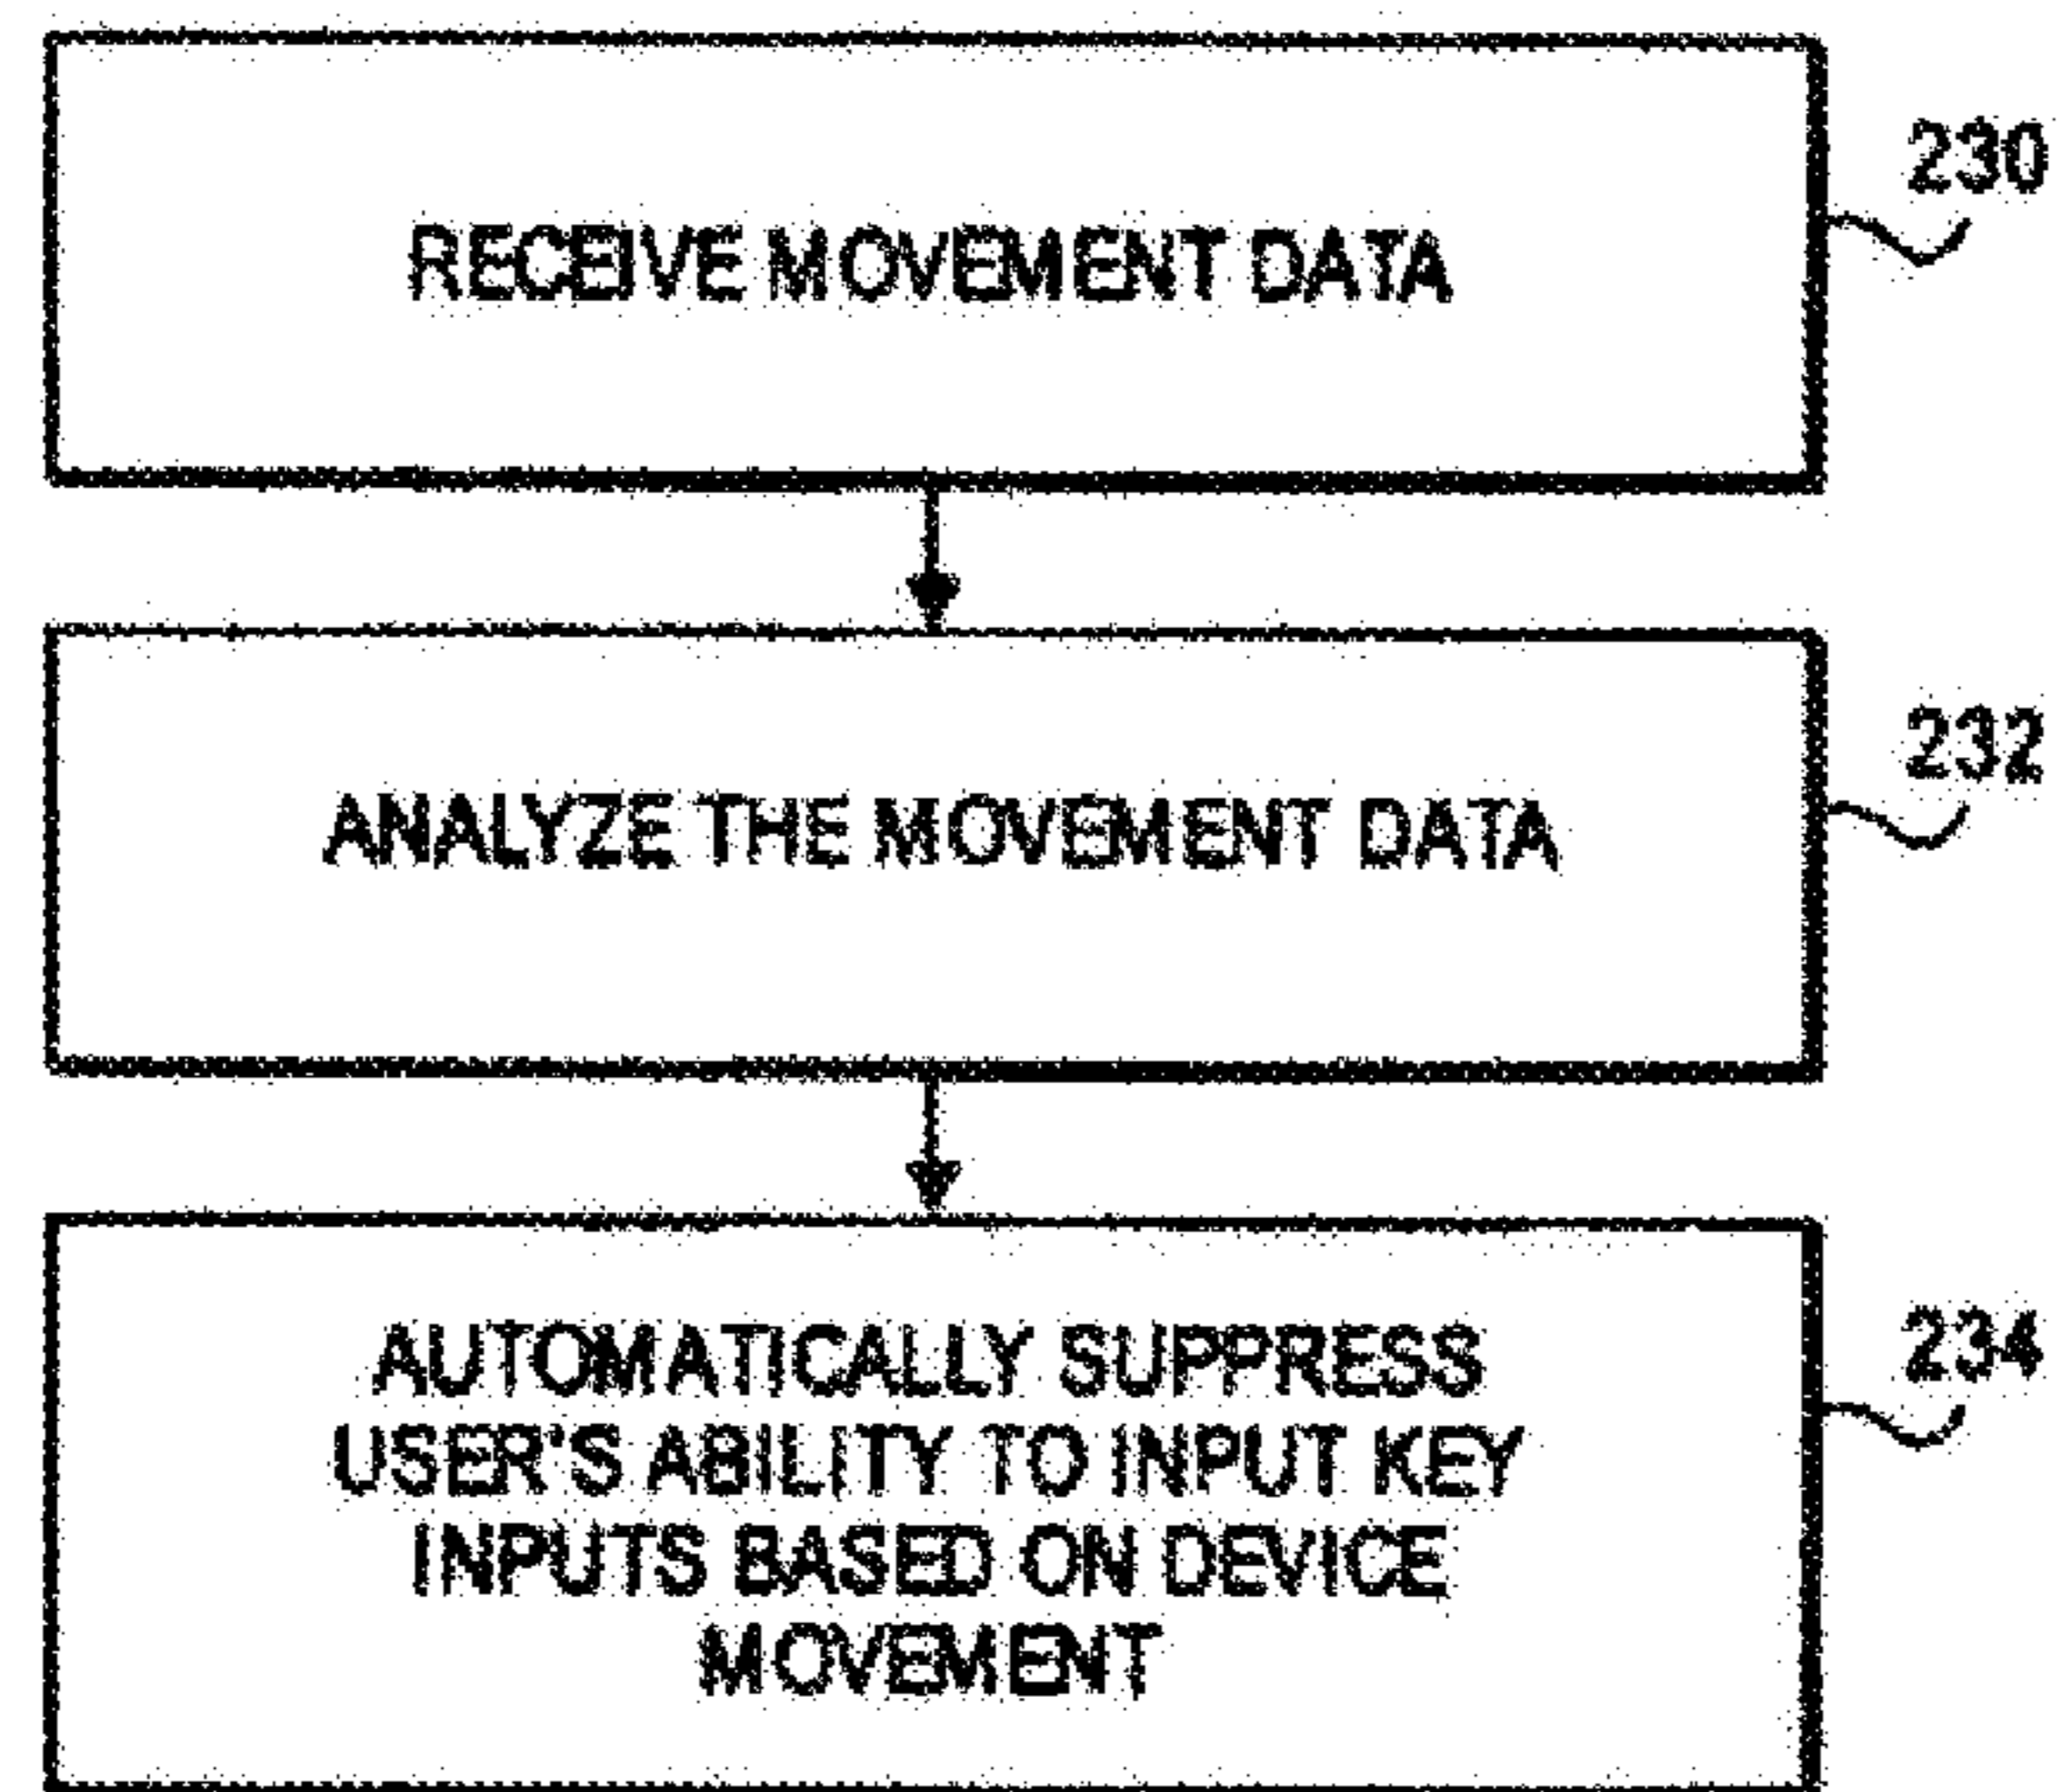 230
RECEIVE MOVEMENT DATA
232
ANALYZE THE MOVEMENT DATA
234
AUTOMATICALLY SUPPRESS
USER'S ABILITY TO INPUT KEY
INPUTS BASED ON DEVICE
MOVEMENT